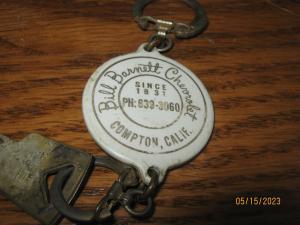 Bill Barnett Chevrolet
SINCE
1931
PH: 639-3060
COMPTON, CALIF.
05/15/2023